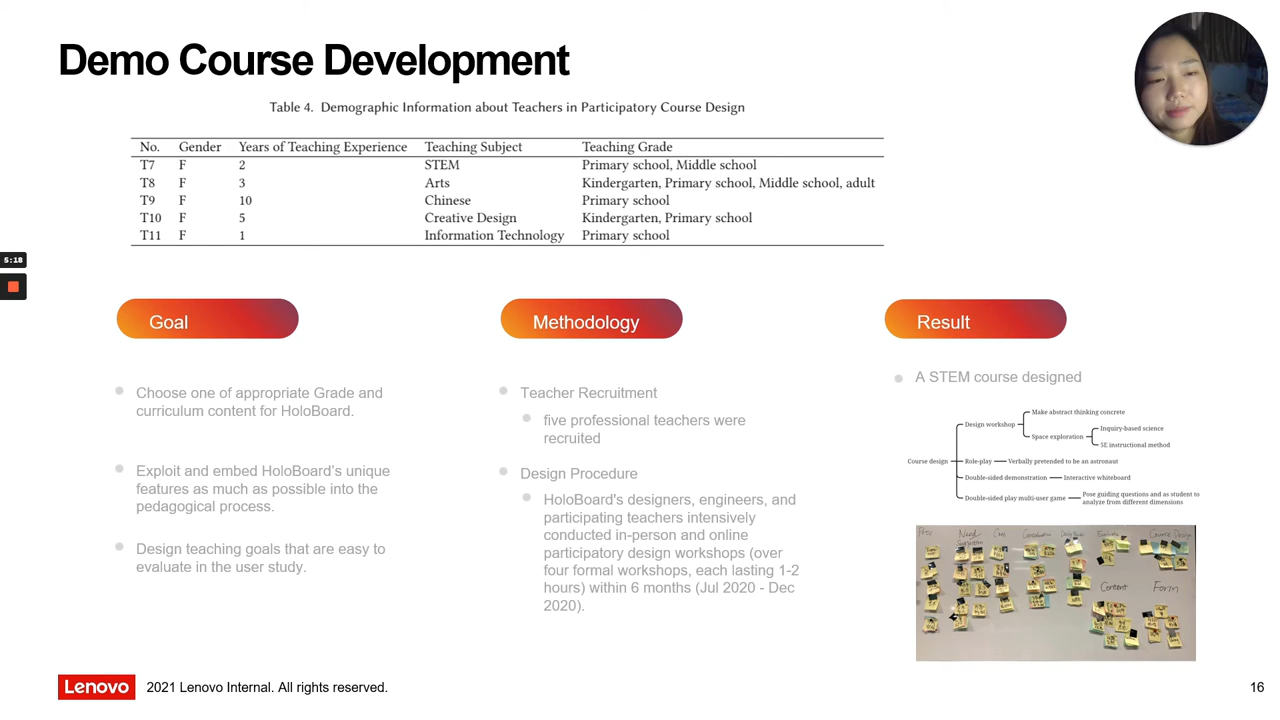 Demo Course Development
Table 4. Demographic Information about Teachers in Participatory Course Design
No. Gender Years of Teaching Experience Teaching Subject Teaching Grade
T7 F 2 STEM Primary school, Middle school
T8 F 3 Arts Kindergarten, Primary school, Middle school, adult
T9 F 10 Chinese Primary school
T10 F 5 Creative Design Kindergarten, Primary school
T11 F 1 Information Technology Primary school
5:18
Goal
Choose one of appropriate Grade and
curriculum content for HoloBoard.
Exploit and embed HoloBoard's unique
features as much as possible into the
pedagogical process.
Design teaching goals that are easy to
evaluate in the user study.
Methodology
Teacher Recruitment
five professional teachers were
recruited
Design Procedure
HoloBoard's designers, engineers, and
participating teachers intensively
conducted in-person and online
participatory design workshops (over
four formal workshops, each lasting 1-2
hours) within 6 months (Jul 2020 - Dec
2020).
Result
A STEM course designed
Course design
Design workshop
Make abstract thinking concrete
Space exploration
Inquiry-based science
5E instructional method
Role-play
Verbally pretended to be an astronaut
Double-sided demonstration
Interactive whiteboard
Double-sided play multi-user game
Pose guiding questions and as student to
analyze from different dimensions
Need
Course Design
Content
Form
Lenovo
2021 Lenovo Internal. All rights reserved.
16